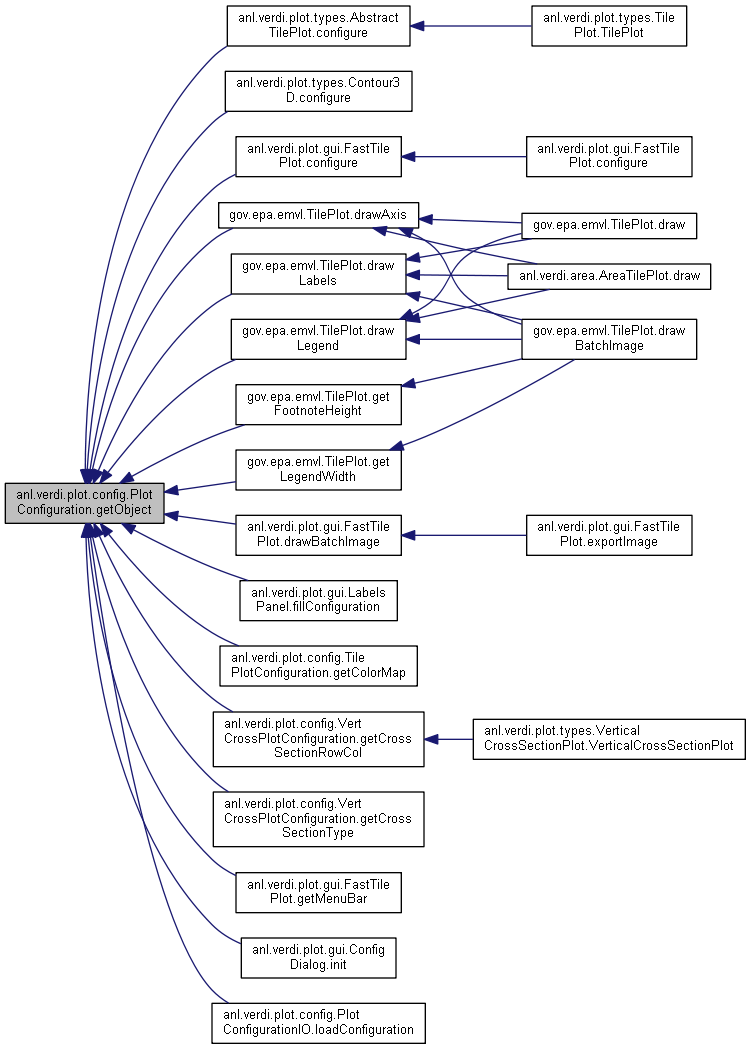 anl.verdi.plot.types.Abstract
TilePlot.configure
anl.verdi.plot.types.Tile
Plot.TilePlot
anl.verdi.plot.types.Contour3
D.configure
anl.verdi.plot.gui.FastTile
Plot.configure
anl.verdi.plot.gui.FastTile
Plot.configure
gov.epa.emvl.TilePlot.drawAxis
gov.epa.emvl.TilePlot.draw
gov.epa.emvl.TilePlot.draw
Labels
anl.verdi.area.AreaTilePlot.draw
gov.epa.emvl.TilePlot.draw
Legend
gov.epa.emvl.TilePlot.draw
BatchImage
gov.epa.emvl.TilePlot.get
FootnoteHeight
gov.epa.emvl.TilePlot.get
LegendWidth
anl.verdi.plot.config.Plot
Configuration.getObject
anl.verdi.plot.gui.FastTile
Plot.drawBatchImage
anl.verdi.plot.gui.FastTile
Plot.exportImage
anl.verdi.plot.gui.Labels
Panel.fillConfiguration
anl.verdi.plot.config.Tile
PlotConfiguration.getColorMap
anl.verdi.plot.config.Vert
CrossPlotConfiguration.getCross
SectionRowCol
anl.verdi.plot.types.Vertical
CrossSectionPlot.VerticalCrossSectionPlot
anl.verdi.plot.config.Vert
CrossPlotConfiguration.getCross
SectionType
anl.verdi.plot.gui.FastTile
Plot.getMenuBar
anl.verdi.plot.gui.Config
Dialog.init
anl.verdi.plot.config.Plot
ConfigurationIO.loadConfiguration